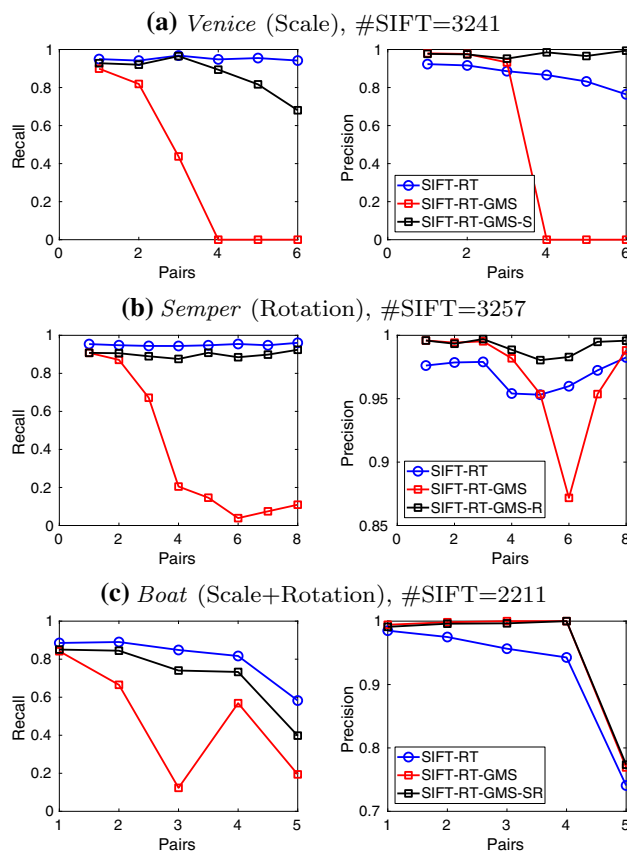 (a) Venice (Scale), #SIFT=3241
1
0.8
0.6
0.4
0.2
0
Recall
0 2 4 6
Pairs
1
0.8
0.6
0.4
0.2
0
Precision
SIFT-RT
SIFT-RT-GMS
SIFT-RT-GMS-S
0 2 4 6
Pairs
(b) Semper (Rotation), #SIFT=3257
1
0.8
0.6
0.4
0.2
0
Recall
0 2 4 6 8
Pairs
1
0.95
0.9
0.85
Precision
SIFT-RT
SIFT-RT-GMS
SIFT-RT-GMS-R
0 2 4 6 8
Pairs
(c) Boat (Scale+Rotation), #SIFT=2211
1
0.8
0.6
0.4
0.2
0
Recall
1 2 3 4 5
Pairs
1
0.9
0.8
0.7
Precision
SIFT-RT
SIFT-RT-GMS
SIFT-RT-GMS-SR
1 2 3 4 5
Pairs